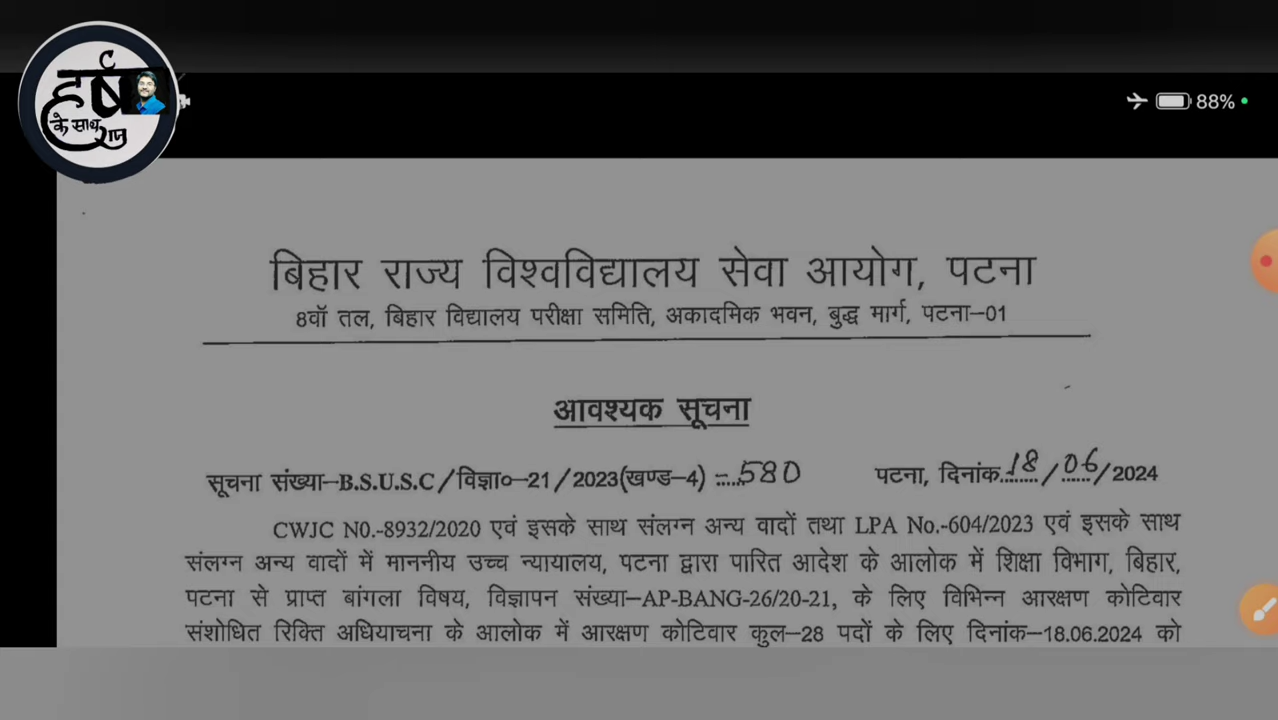 हर्ष
के साथ
राज
88%
बिहार राज्य विश्वविद्यालय सेवा आयोग, पटना
8वॉ तल, बिहार विद्यालय परीक्षा समिति, अकादमिक भवन, बुद्ध मार्ग, पटना–01
आवश्यक सूचना
सूचना संख्या–B.S.U.S.C/विज्ञा०–21/2023(खण्ड–4) –.....580 पटना, दिनांक..18../..06../2024
CWJC N0.-8932/2020 एवं इसके साथ संलग्न अन्य वादों तथा LPA No.-604/2023 एवं इसके साथ
संलग्न अन्य वादों में माननीय उच्च न्यायालय, पटना द्वारा पारित आदेश के आलोक में शिक्षा विभाग, बिहार,
पटना से प्राप्त बांगला विषय, विज्ञापन संख्या–AP-BANG-26/20-21, के लिए विभिन्न आरक्षण कोटिवार
संशोधित रिक्ति अधियाचना के आलोक में आरक्षण कोटिवार कुल–28 पदों के लिए दिनांक–18.06.2024 को